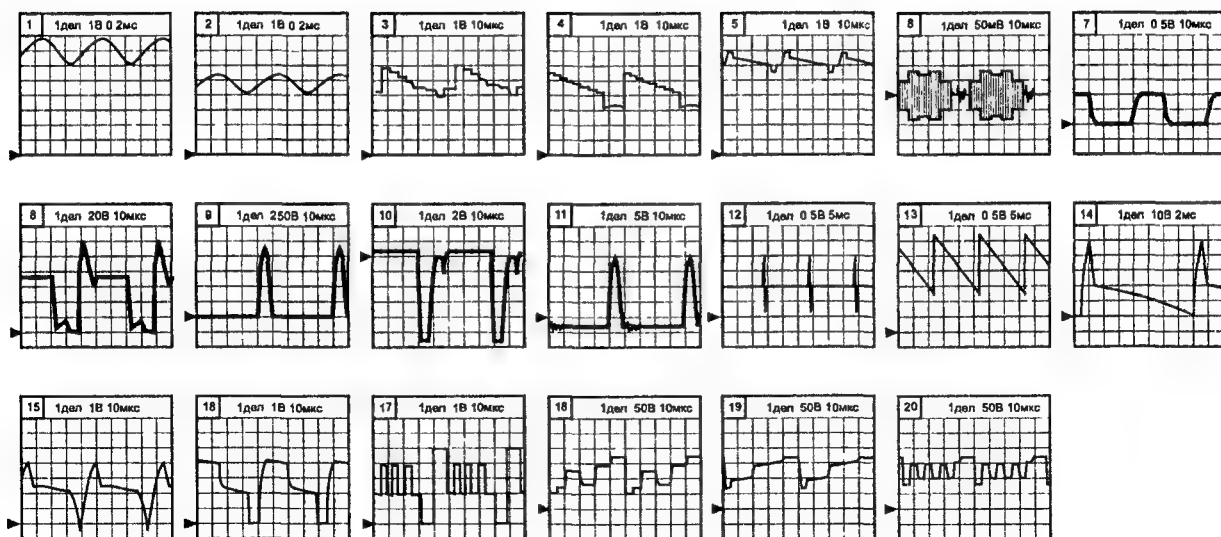 1 1дел 1В 0 2мс
2 1дел 1В 0 2мс
3 1дел 1В 10мкс
4 1дел 1В 10мкс
5 1дел 1В 10мкс
8 1дел 50мВ 10мкс
7 1дел 0 5В 10мкс
8 1дел 20В 10мкс
9 1дел 250В 10мкс
10 1дел 2В 10мкс
11 1дел 5В 10мкс
12 1дел 0 5В 5мс
13 1дел 0 5В 5мс
14 1дел 10В 2мс
15 1дел 1В 10мкс
18 1дел 1В 10мкс
17 1дел 1В 10мкс
18 1дел 50В 10мкс
19 1дел 50В 10мкс
20 1дел 50В 10мкс